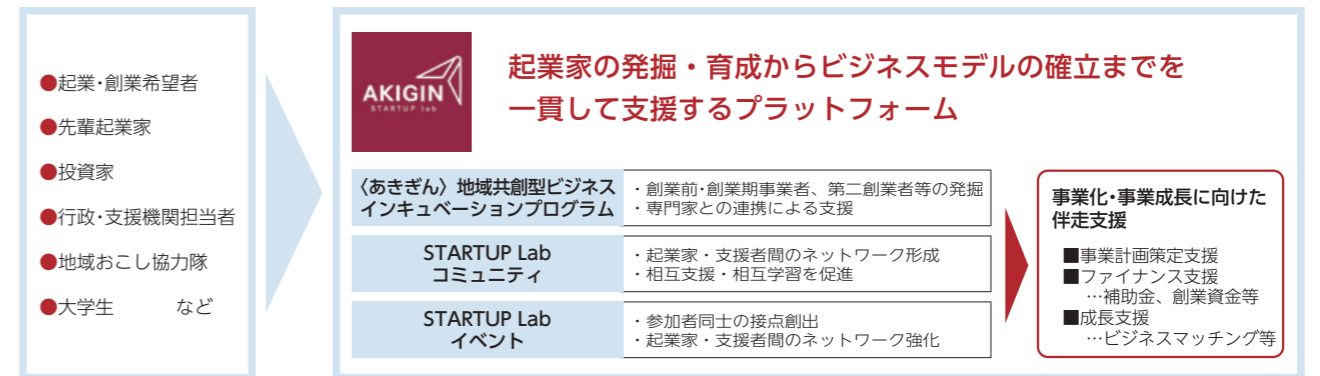 ●起業・創業希望者
●先輩起業家
●投資家
●行政・支援機関担当者
●地域おこし協力隊
●大学生 など
AKIGIN
STARTUP lab
起業家の発掘・育成からビジネスモデルの確立までを
一貫して支援するプラットフォーム
〈あきぎん〉地域共創型ビジネス
インキュベーションプログラム
・創業前・創業期事業者、第二創業者等の発掘
・専門家との連携による支援
STARTUP Lab
コミュニティ
・起業家・支援者間のネットワーク形成
・相互支援・相互学習を促進
STARTUP Lab
イベント
・参加者同士の接点創出
・起業家・支援者間のネットワーク強化
事業化・事業成長に向けた
伴走支援
■事業計画策定支援
■ファイナンス支援
…補助金、創業資金等
■成長支援
…ビジネスマッチング等